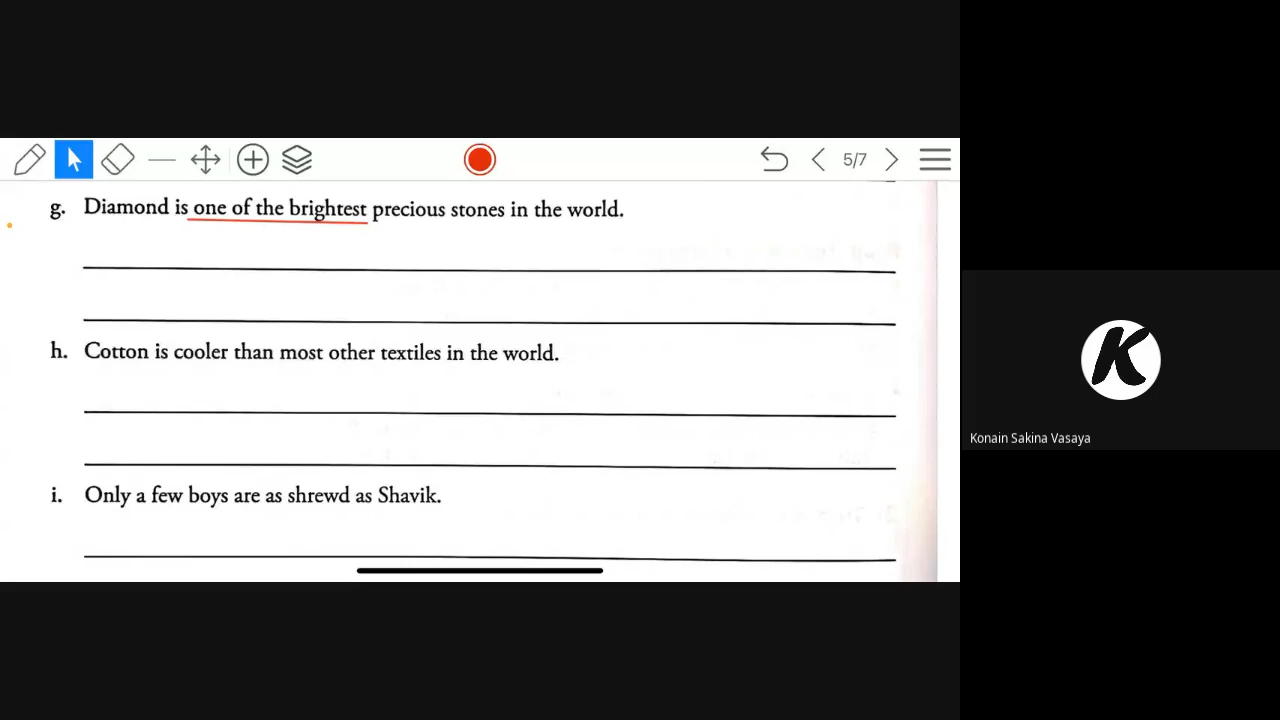 5/7
g. Diamond is one of the brightest precious stones in the world.
h. Cotton is cooler than most other textiles in the world.
i. Only a few boys are as shrewd as Shavik.
K
Konain Sakina Vasaya